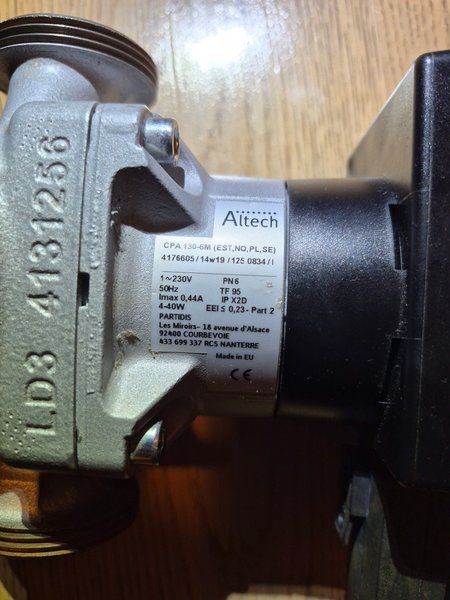 LD3 4131256
Altech
CPA 130-6M (EST,NO,PL,SE)
4176605 / 14w19 / 125 0834 / I
1~230V
50Hz
Imax 0,44A
4-40W
PN 6
TF 95
IP X2D
EEI ≤ 0,23 - Part 2
PARTIDIS
Les Miroirs- 18 avenue d'Alsace
92400 COURBEVOIE
433 699 337 RCS NANTERRE
Made in EU
CE